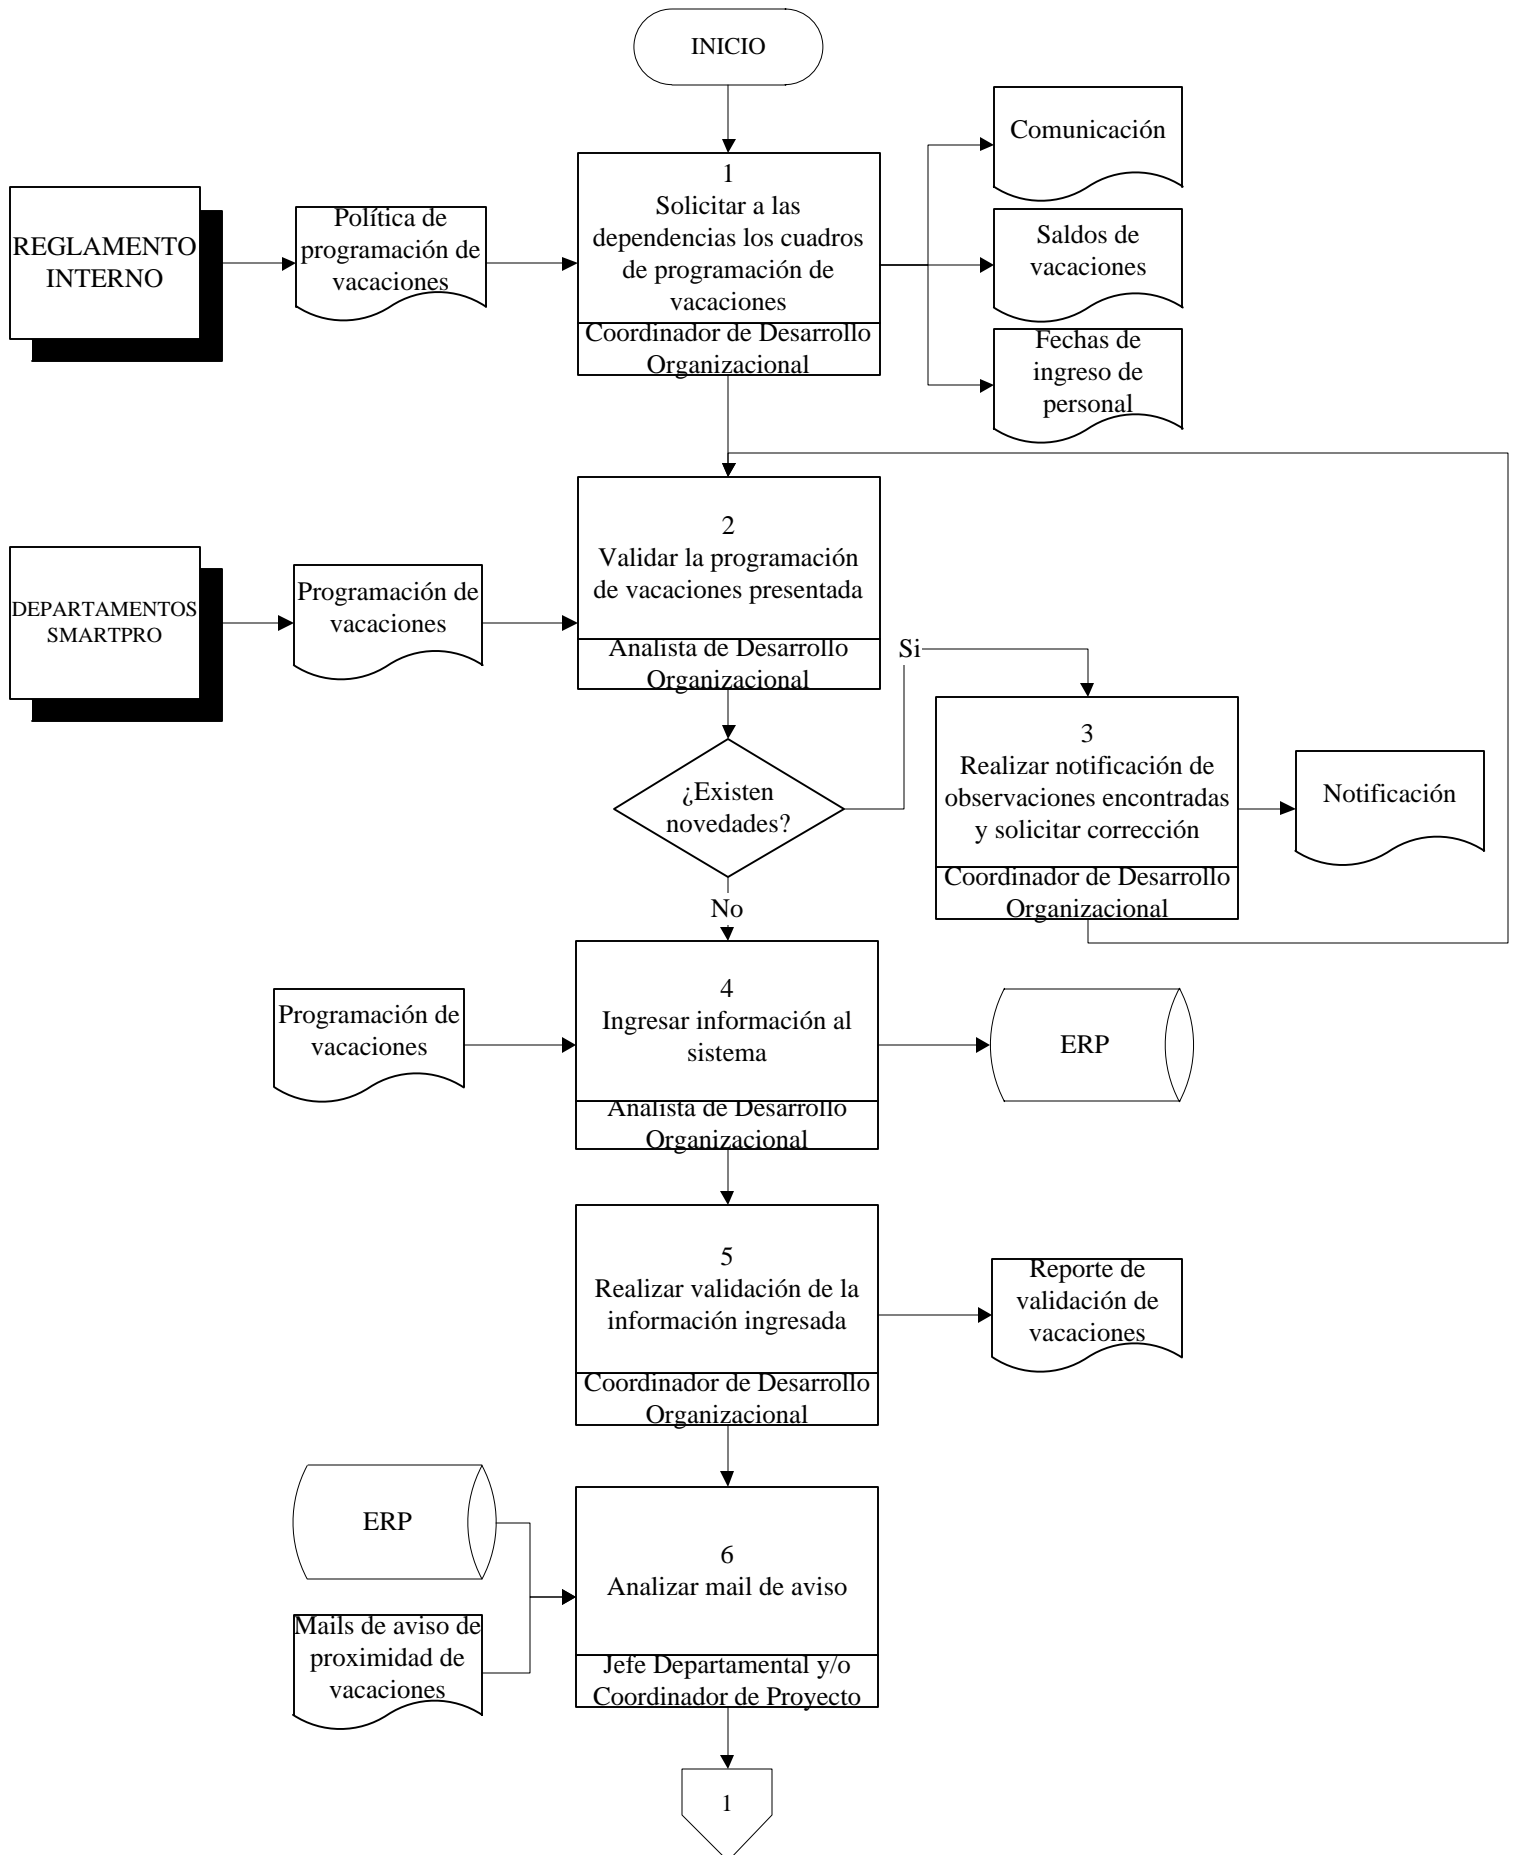 INICIO
Comunicación
1
Solicitar a las
dependencias los cuadros
de programación de
vacaciones
Coordinador de Desarrollo
Organizacional
REGLAMENTO
INTERNO
Política de
programación de
vacaciones
Saldos de
vacaciones
Fechas de
ingreso de
personal
2
Validar la programación
de vacaciones presentada
Analista de Desarrollo
Organizacional
DEPARTAMENTOS
SMARTPRO
Programación de
vacaciones
Si
¿Existen
novedades?
3
Realizar notificación de
observaciones encontradas
y solicitar corrección
Coordinador de Desarrollo
Organizacional
Notificación
No
4
Ingresar información al
sistema
Analista de Desarrollo
Organizacional
Programación de
vacaciones
ERP
5
Realizar validación de la
información ingresada
Coordinador de Desarrollo
Organizacional
Reporte de
validación de
vacaciones
ERP
6
Analizar mail de aviso
Jefe Departamental y/o
Coordinador de Proyecto
Mails de aviso de
proximidad de
vacaciones
1